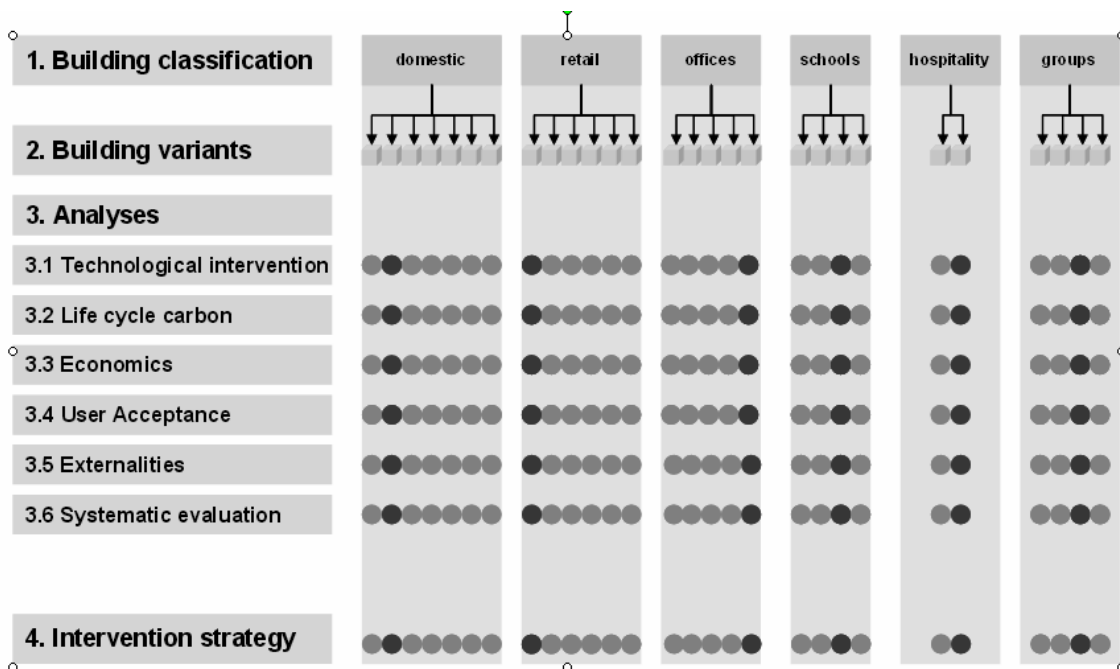 1. Building classification
domestic
retail
offices
schools
hospitality
groups
2. Building variants
3. Analyses
3.1 Technological intervention
3.2 Life cycle carbon
3.3 Economics
3.4 User Acceptance
3.5 Externalities
3.6 Systematic evaluation
4. Intervention strategy